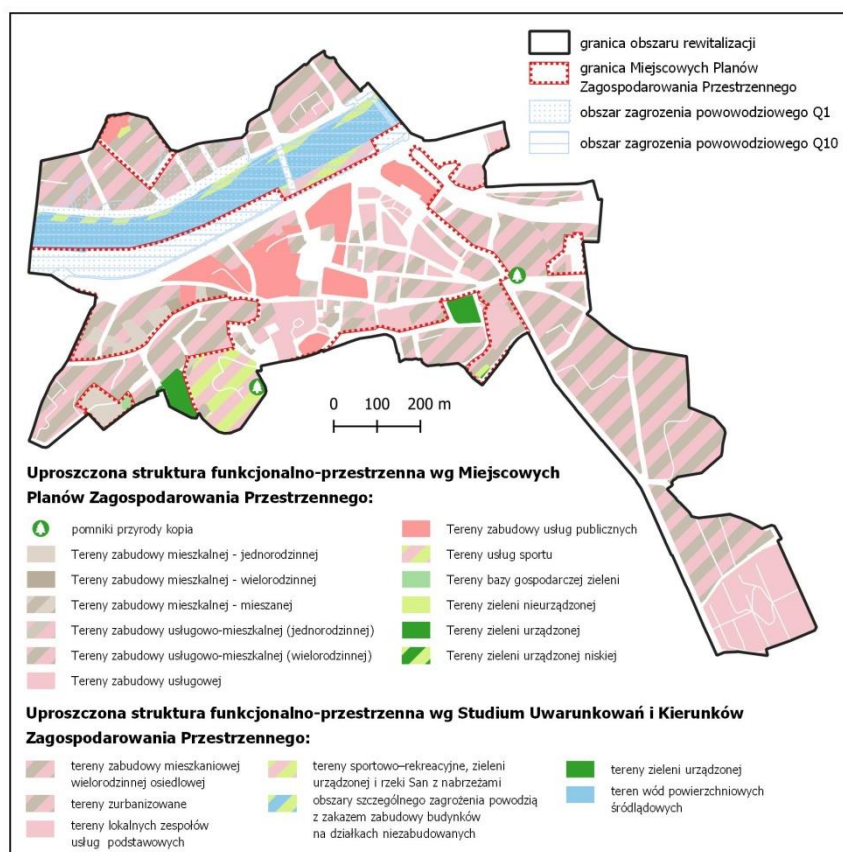 granica obszaru rewitalizacji
granica Miejscowych Planów
Zagospodarowania Przestrzennego
obszar zagrozenia powowodziowego Q1
obszar zagrozenia powowodziowego Q10
0 100 200 m
Uproszczona struktura funkcjonalno-przestrzenna wg Miejscowych
Planów Zagospodarowania Przestrzennego:
pomniki przyrody kopia
Tereny zabudowy mieszkalnej - jednorodzinnej
Tereny zabudowy mieszkalnej - wielorodzinnej
Tereny zabudowy mieszkalnej - mieszanej
Tereny zabudowy usługowo-mieszkalnej (jednorodzinnej)
Tereny zabudowy usługowo-mieszkalnej (wielorodzinnej)
Tereny zabudowy usługowej
Tereny zabudowy usług publicznych
Tereny usług sportu
Tereny bazy gospodarczej zieleni
Tereny zieleni nieurządzonej
Tereny zieleni urządzonej
Tereny zieleni urządzonej niskiej
Uproszczona struktura funkcjonalno-przestrzenna wg Studium Uwarunkowań i Kierunków
Zagospodarowania Przestrzennego:
tereny zabudowy mieszkaniowej
wielorodzinnej osiedlowej
tereny zurbanizowane
tereny lokalnych zespołów
usług podstawowych
tereny sportowo–rekreacyjne, zieleni
urządzonej i rzeki San z nabrzeżami
obszary szczególnego zagrożenia powodzią
z zakazem zabudowy budynków
na działkach niezabudowanych
tereny zieleni urządzonej
teren wód powierzchniowych
śródlądowych